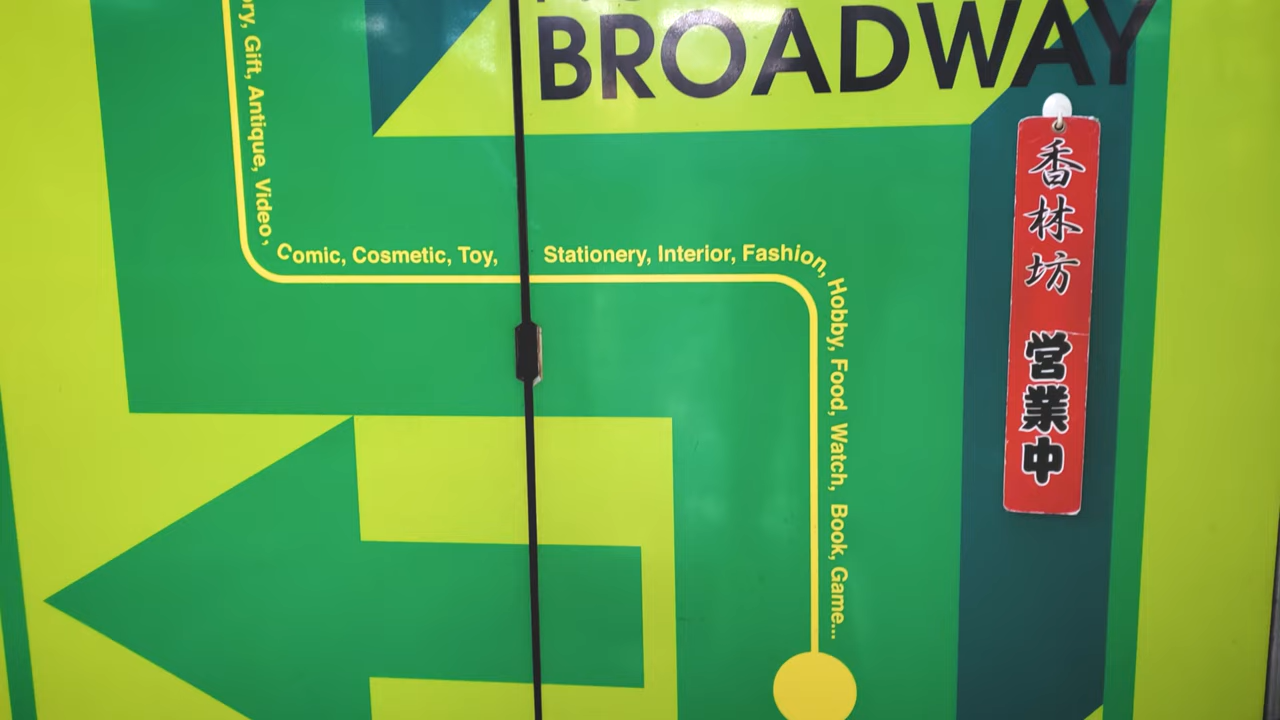 BROADWAY
Gift, Antique, Video,
Comic, Cosmetic, Toy,
Stationery, Interior, Fashion,
Hobby, Food, Watch, Book, Game...
香林坊 営業中